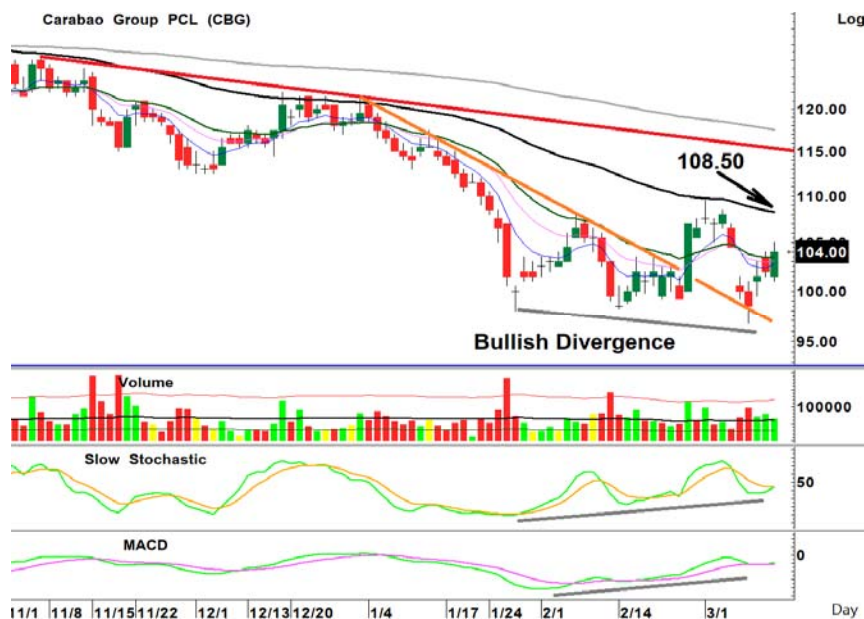 Carabao Group PCL (CBG) Log
120.00
115.00
108.50
110.00
104.00
100.00
Bullish Divergence
95.00
Volume
100000
Slow Stochastic
50
MACD
0
11/1 11/8 11/15 11/22 12/1 12/13 12/20 1/4 1/17 1/24 2/1 2/14 3/1 Day